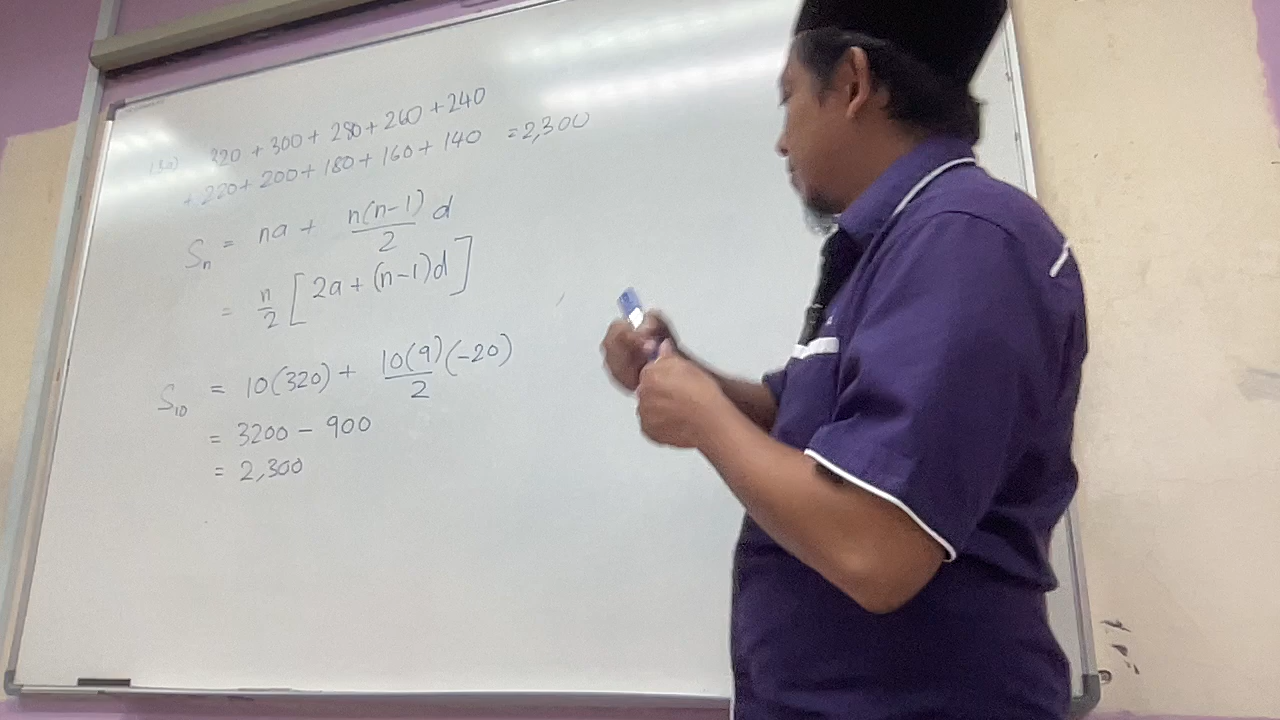 320 + 300 + 280 + 260 + 240
+ 220 + 200 + 180 + 160 + 140 = 2,300
Sn = na + n(n-1)/2 d
= n/2 [2a + (n-1)d]
S10 = 10(320) + 10(9)/2 (-20)
= 3200 - 900
= 2,300